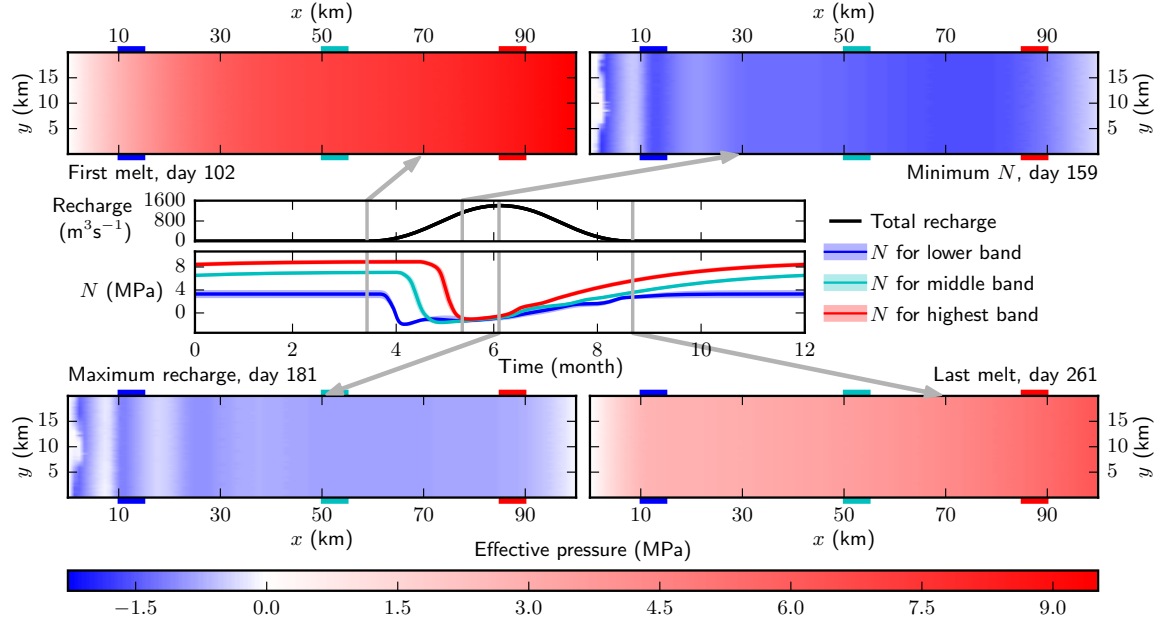 x (km)
x (km)
10 30 50 70 90
10 30 50 70 90
y (km)
15
10
5
15
10
5
y (km)
First melt, day 102
Minimum N, day 159
Recharge
(m³s⁻¹)
1600
800
0
Total recharge
N for lower band
N for middle band
N for highest band
N (MPa)
8
4
0
0 2 4 6 8 10 12
Time (month)
Maximum recharge, day 181
Last melt, day 261
y (km)
15
10
5
15
10
5
y (km)
10 30 50 70 90
10 30 50 70 90
x (km)
x (km)
Effective pressure (MPa)
−1.5 0.0 1.5 3.0 4.5 6.0 7.5 9.0